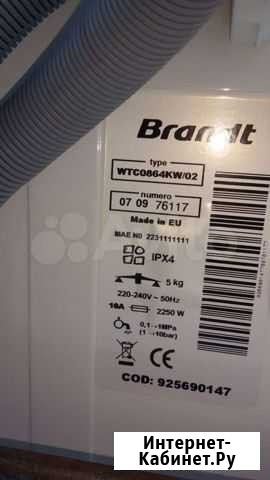 Brandt
type
WTC0864KW/02
numero
07 09 76117
Made in EU
MAE N0 2231111111
IPX4
5 kg
220-240V ~ 50Hz
10A 2250 W
0,1→1MPa
(1→10bar)
CE
COD: 925690147
Интернет-
Кабинет.Ру